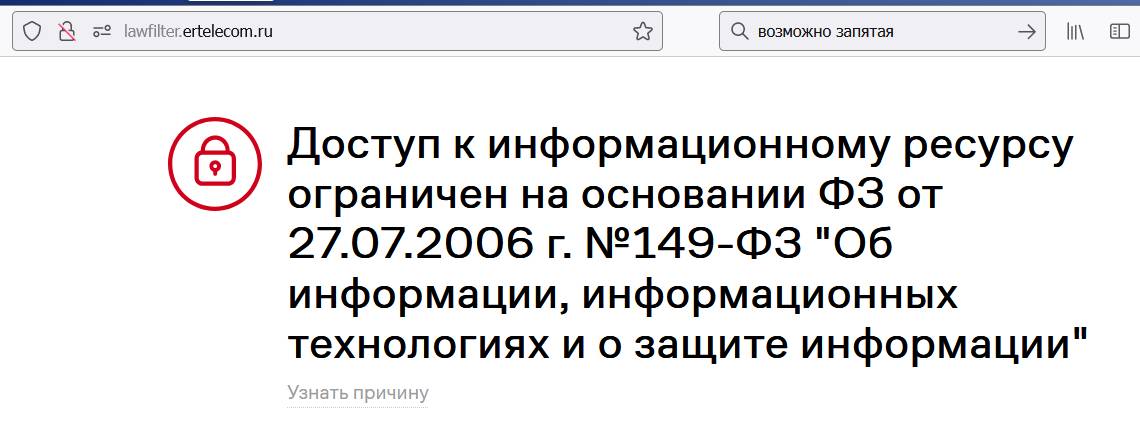 lawfilter.ertelecom.ru
возможно запятая
Доступ к информационному ресурсу
ограничен на основании ФЗ от
27.07.2006 г. №149-ФЗ "Об
информации, информационных
технологиях и о защите информации"
Узнать причину